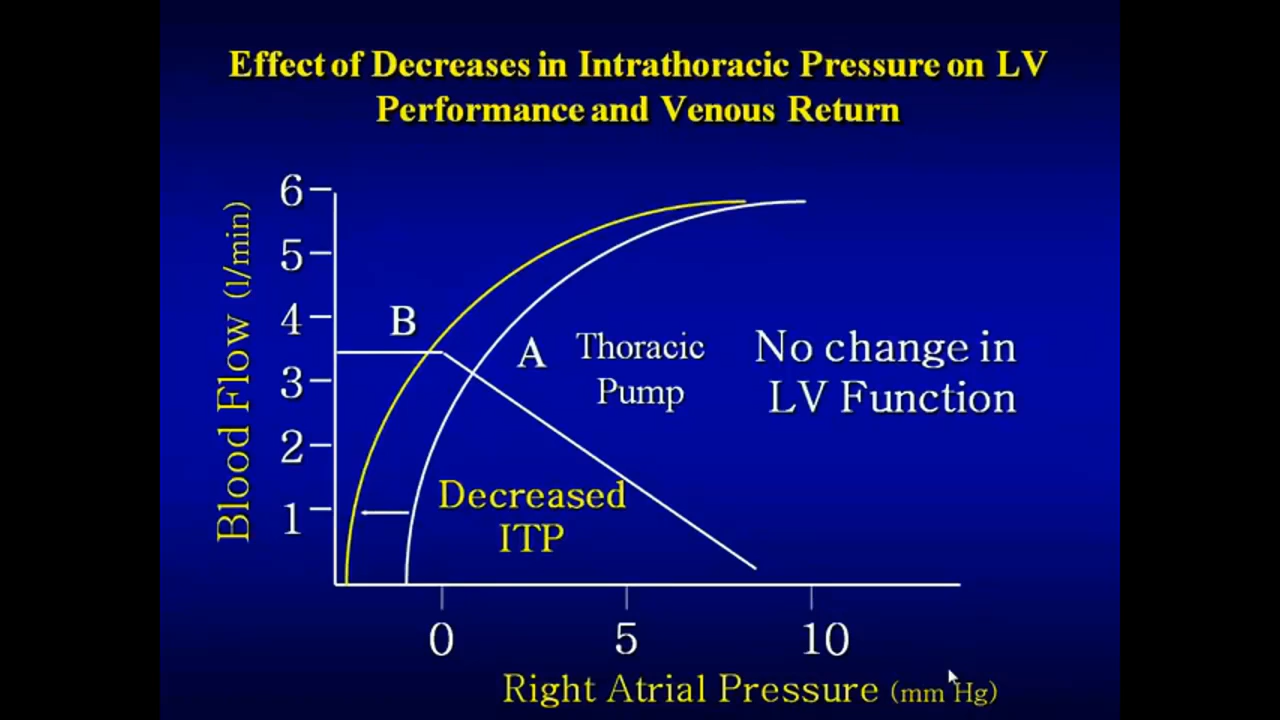 Effect of Decreases in Intrathoracic Pressure on LV
Performance and Venous Return
Blood Flow (l/min)
6
5
4
3
2
1
B
A
Thoracic
Pump
No change in
LV Function
Decreased
ITP
0 5 10
Right Atrial Pressure (mm Hg)